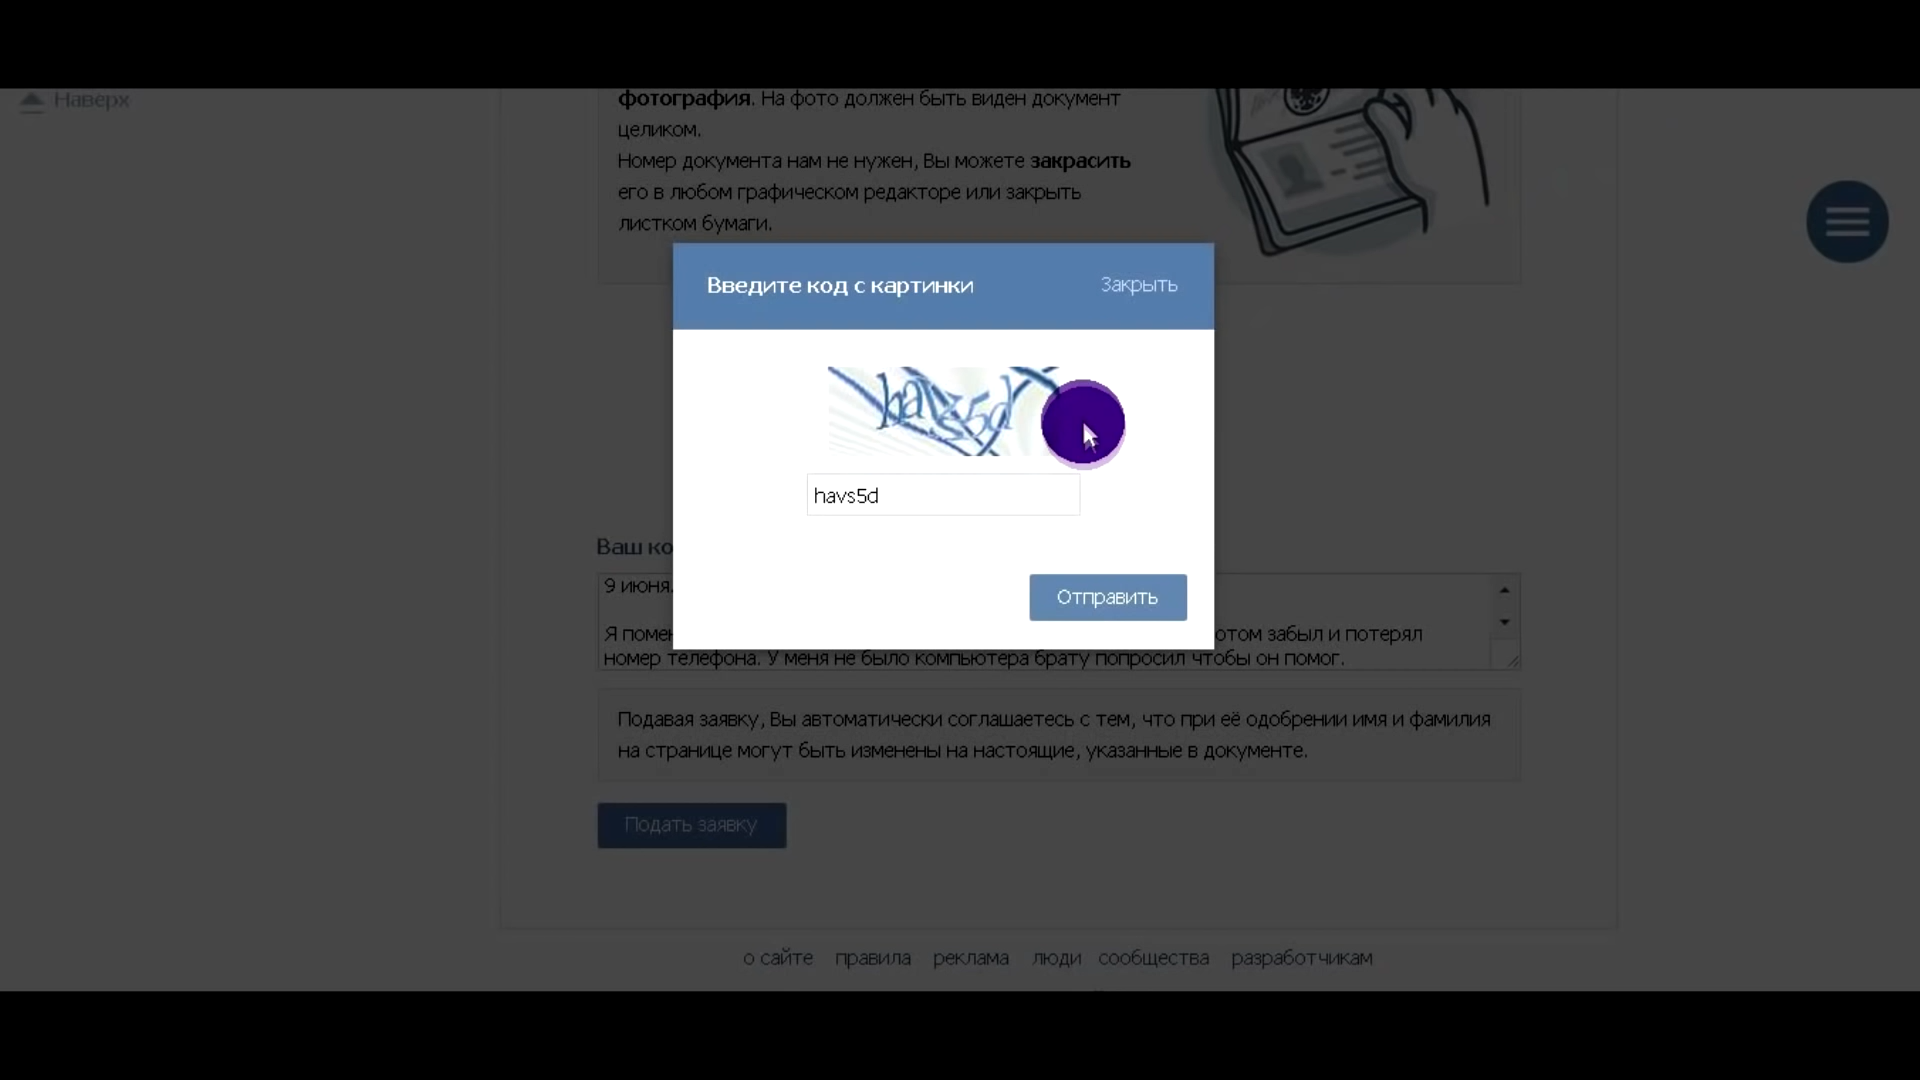 Наверх
фотография. На фото должен быть виден документ
целиком.
Номер документа нам не нужен, Вы можете закрасить
его в любом графическом редакторе или закрыть
листком бумаги.
Введите код с картинки
Закрыть
havs5d
Отправить
9 июня.
отом забыл и потерял
номер телефона. У меня не было компьютера брату попросил чтобы он помог.
Подавая заявку, Вы автоматически соглашаетесь с тем, что при её одобрении имя и фамилия
на странице могут быть изменены на настоящие, указанные в документе.
Подать заявку
о сайте правила реклама люди сообщества разработчикам